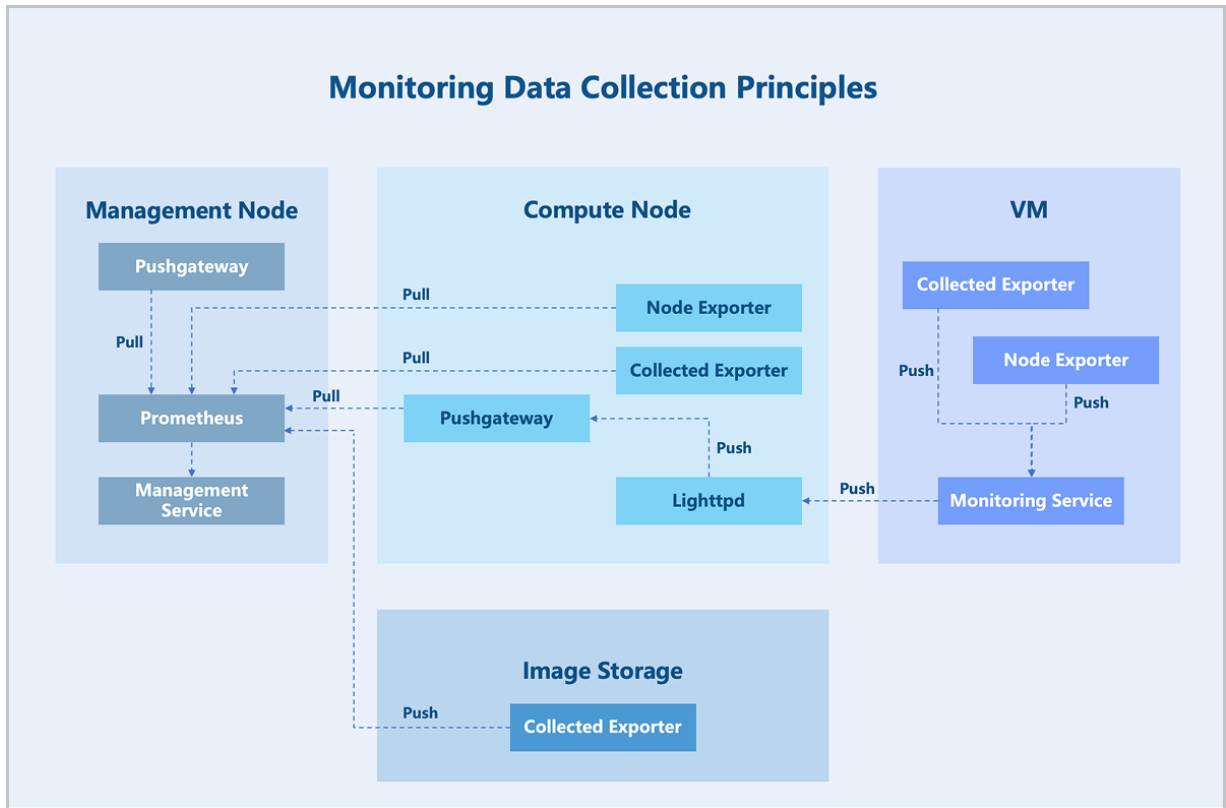 Monitoring Data Collection Principles
Management Node
Pushgateway
Pull
Prometheus
Management
Service
Compute Node
Pull
Node Exporter
Pull
Collected Exporter
Pull
Pushgateway
Push
Lighttpd
Push
VM
Collected Exporter
Node Exporter
Push
Push
Monitoring Service
Image Storage
Push
Collected Exporter